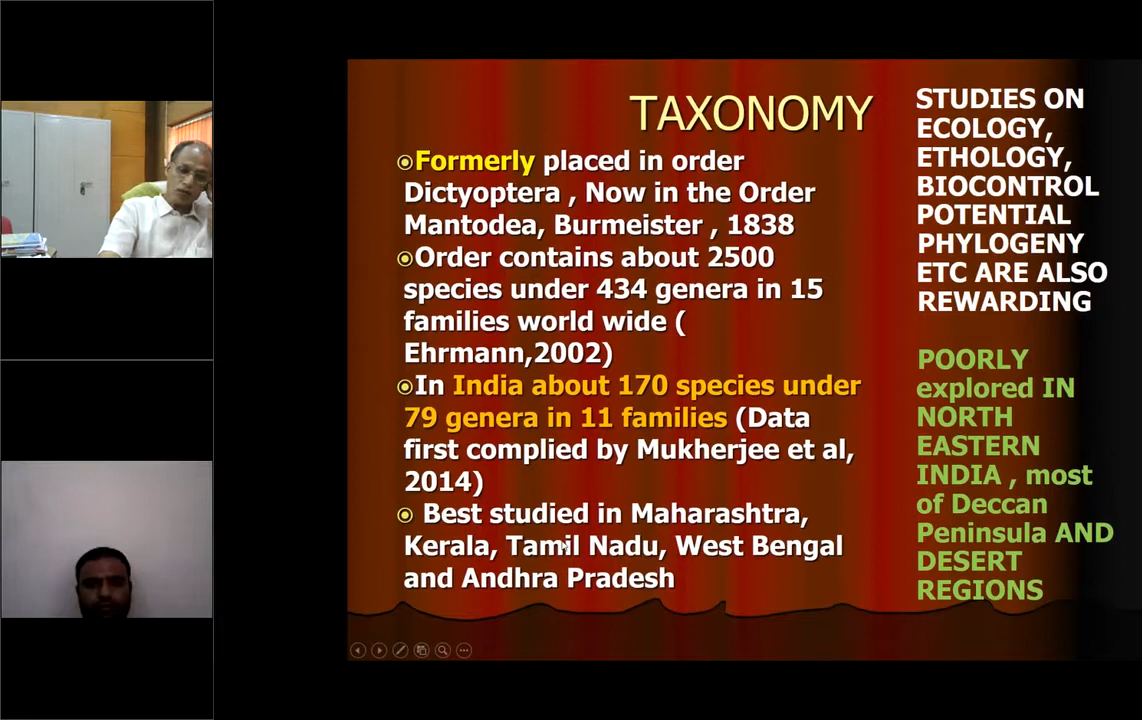 TAXONOMY
Formerly placed in order
Dictyoptera , Now in the Order
Mantodea, Burmeister , 1838
Order contains about 2500
species under 434 genera in 15
families world wide (
Ehrmann,2002)
In India about 170 species under
79 genera in 11 families (Data
first complied by Mukherjee et al,
2014)
Best studied in Maharashtra,
Kerala, Tamil Nadu, West Bengal
and Andhra Pradesh
STUDIES ON
ECOLOGY,
ETHOLOGY,
BIOCONTROL
POTENTIAL
PHYLOGENY
ETC ARE ALSO
REWARDING
POORLY
explored IN
NORTH
EASTERN
INDIA , most
of Deccan
Peninsula AND
DESERT
REGIONS